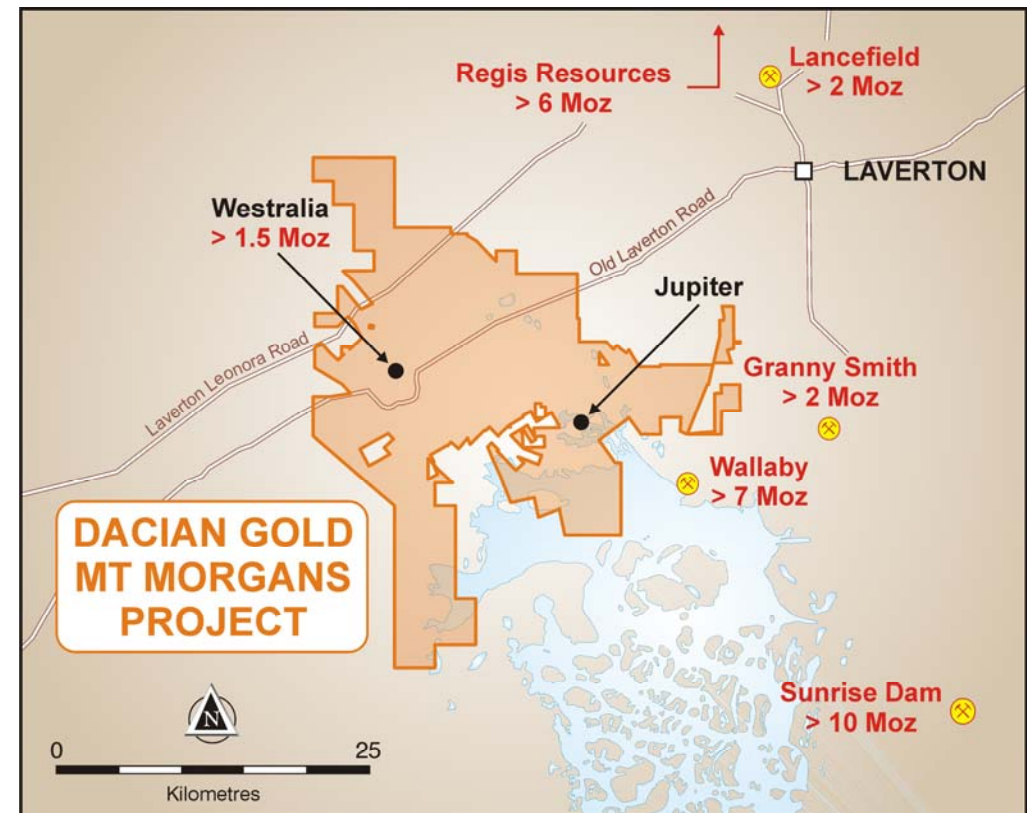 Regis Resources
> 6 Moz
Lancefield
> 2 Moz
LAVERTON
Westralia
> 1.5 Moz
Old Laverton Road
Jupiter
Laverton Leonora Road
Granny Smith
> 2 Moz
Wallaby
> 7 Moz
DACIAN GOLD
MT MORGANS
PROJECT
Sunrise Dam
> 10 Moz
N
0 25
Kilometres